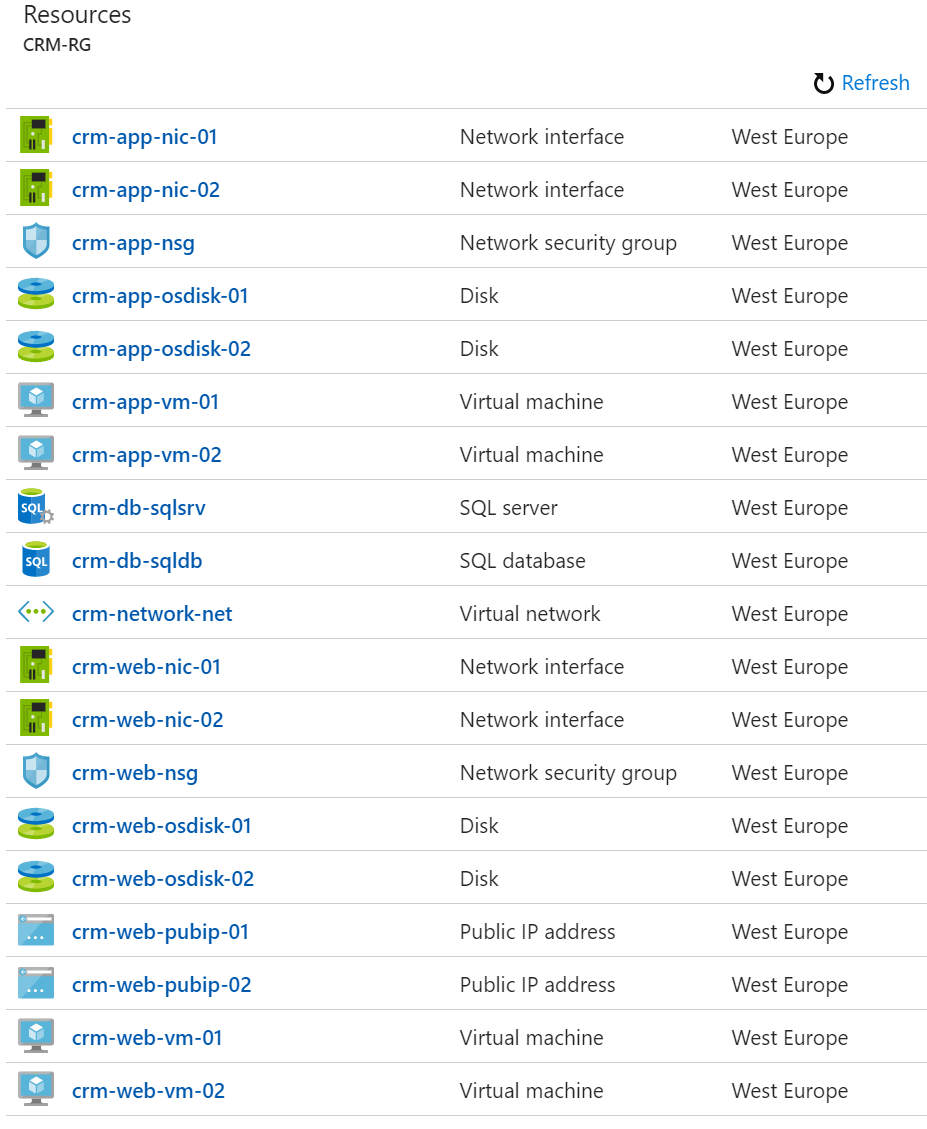 Resources
CRM-RG
Refresh
crm-app-nic-01 Network interface West Europe
crm-app-nic-02 Network interface West Europe
crm-app-nsg Network security group West Europe
crm-app-osdisk-01 Disk West Europe
crm-app-osdisk-02 Disk West Europe
crm-app-vm-01 Virtual machine West Europe
crm-app-vm-02 Virtual machine West Europe
SQL crm-db-sqlsrv SQL server West Europe
SQL crm-db-sqldb SQL database West Europe
crm-network-net Virtual network West Europe
crm-web-nic-01 Network interface West Europe
crm-web-nic-02 Network interface West Europe
crm-web-nsg Network security group West Europe
crm-web-osdisk-01 Disk West Europe
crm-web-osdisk-02 Disk West Europe
crm-web-pubip-01 Public IP address West Europe
crm-web-pubip-02 Public IP address West Europe
crm-web-vm-01 Virtual machine West Europe
crm-web-vm-02 Virtual machine West Europe